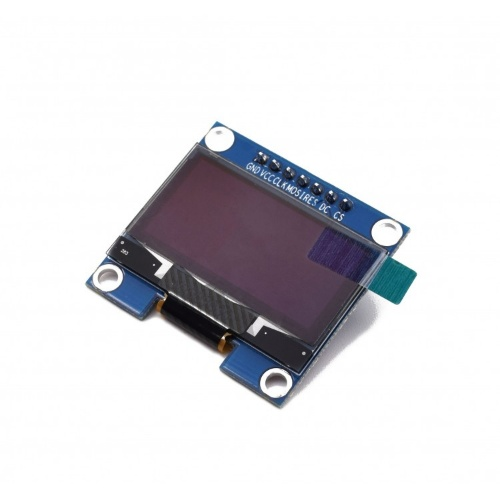 GND VCC CLK MOSI RES DC CS